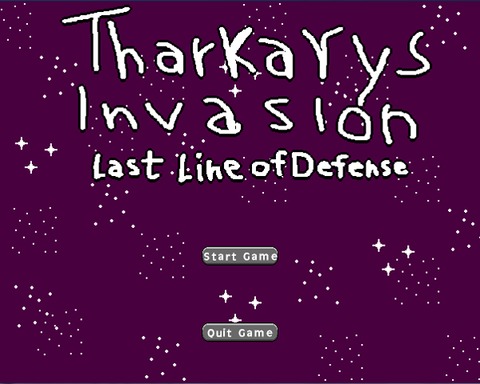 Tharkarys
Invasion
Last Line of Defense
Start Game
Quit Game